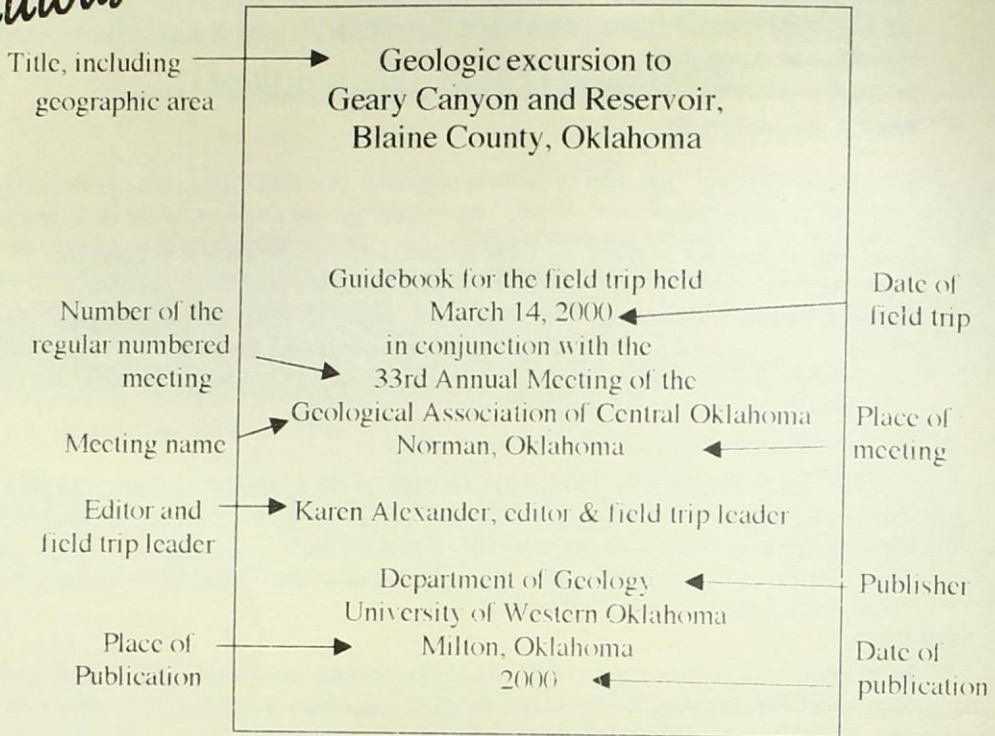 Title, including
geographic area
Geologic excursion to
Geary Canyon and Reservoir,
Blaine County, Oklahoma
Guidebook for the field trip held
March 14, 2000
in conjunction with the
33rd Annual Meeting of the
Geological Association of Central Oklahoma
Norman, Oklahoma
Date of
field trip
Number of the
regular numbered
meeting
Meeting name
Place of
meeting
Editor and
field trip leader
Karen Alexander, editor & field trip leader
Department of Geology
University of Western Oklahoma
Milton, Oklahoma
2000
Publisher
Place of
Publication
Date of
publication